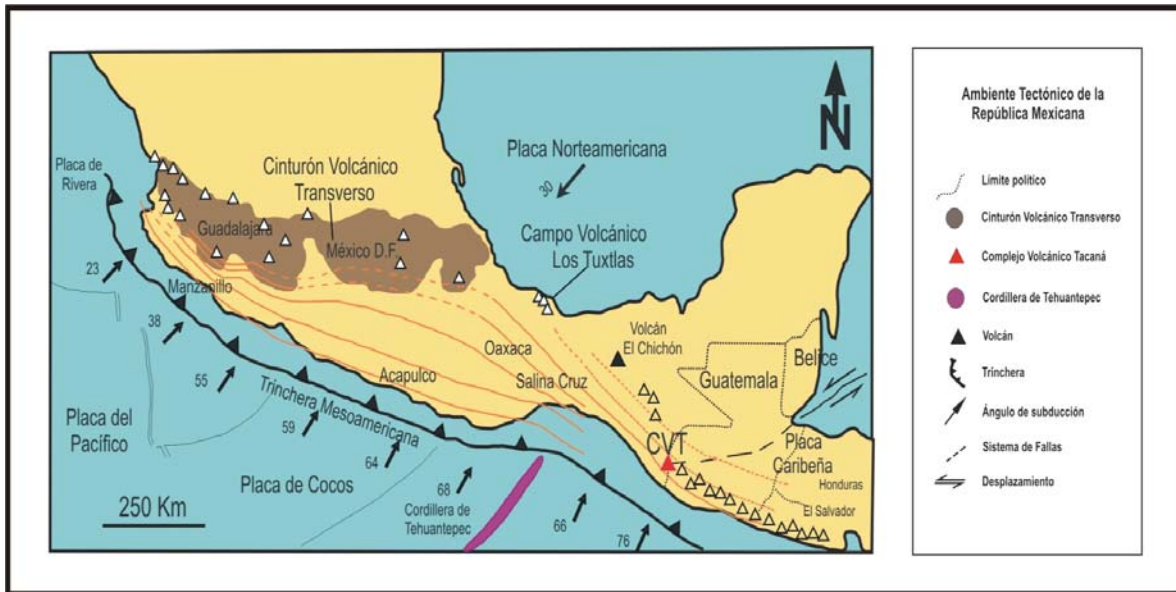 Placa de
Rivera
Cinturón Volcánico
Transverso
Guadalajara
México D.F.
Manzanillo
Placa Norteamericana
30
Campo Volcánico
Los Tuxtlas
N
Volcán
El Chichón
Oaxaca
Salina Cruz
Acapulco
Guatemala
Belice
CVT
Placa
Caribeña
Honduras
El Salvador
Trinchera Mesoamericana
23
38
55
59
64
68
66
76
Placa del
Pacífico
Placa de Cocos
Cordillera de
Tehuantepec
250 Km
Ambiente Tectónico de la
República Mexicana
Límite político
Cinturón Volcánico Transverso
Complejo Volcánico Tacaná
Cordillera de Tehuantepec
Volcán
Trinchera
Ángulo de subducción
Sistema de Fallas
Desplazamiento